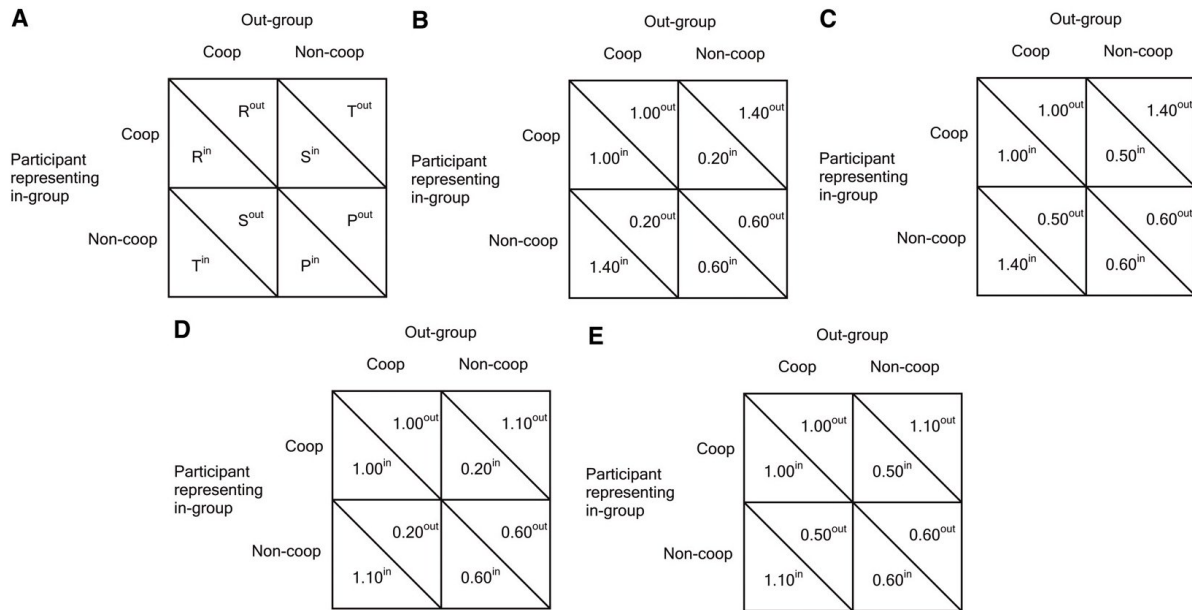 A
Out-group
Coop Non-coop
Participant
representing
in-group
Coop
Non-coop
R^out
R^in
T^out
S^in
S^out
T^in
P^out
P^in
B
Out-group
Coop Non-coop
Participant
representing
in-group
Coop
Non-coop
1.00^out
1.00^in
1.40^out
0.20^in
0.20^out
1.40^in
0.60^out
0.60^in
C
Out-group
Coop Non-coop
Participant
representing
in-group
Coop
Non-coop
1.00^out
1.00^in
1.40^out
0.50^in
0.50^out
1.40^in
0.60^out
0.60^in
D
Out-group
Coop Non-coop
Participant
representing
in-group
Coop
Non-coop
1.00^out
1.00^in
1.10^out
0.20^in
0.20^out
1.10^in
0.60^out
0.60^in
E
Out-group
Coop Non-coop
Participant
representing
in-group
Coop
Non-coop
1.00^out
1.00^in
1.10^out
0.50^in
0.50^out
1.10^in
0.60^out
0.60^in